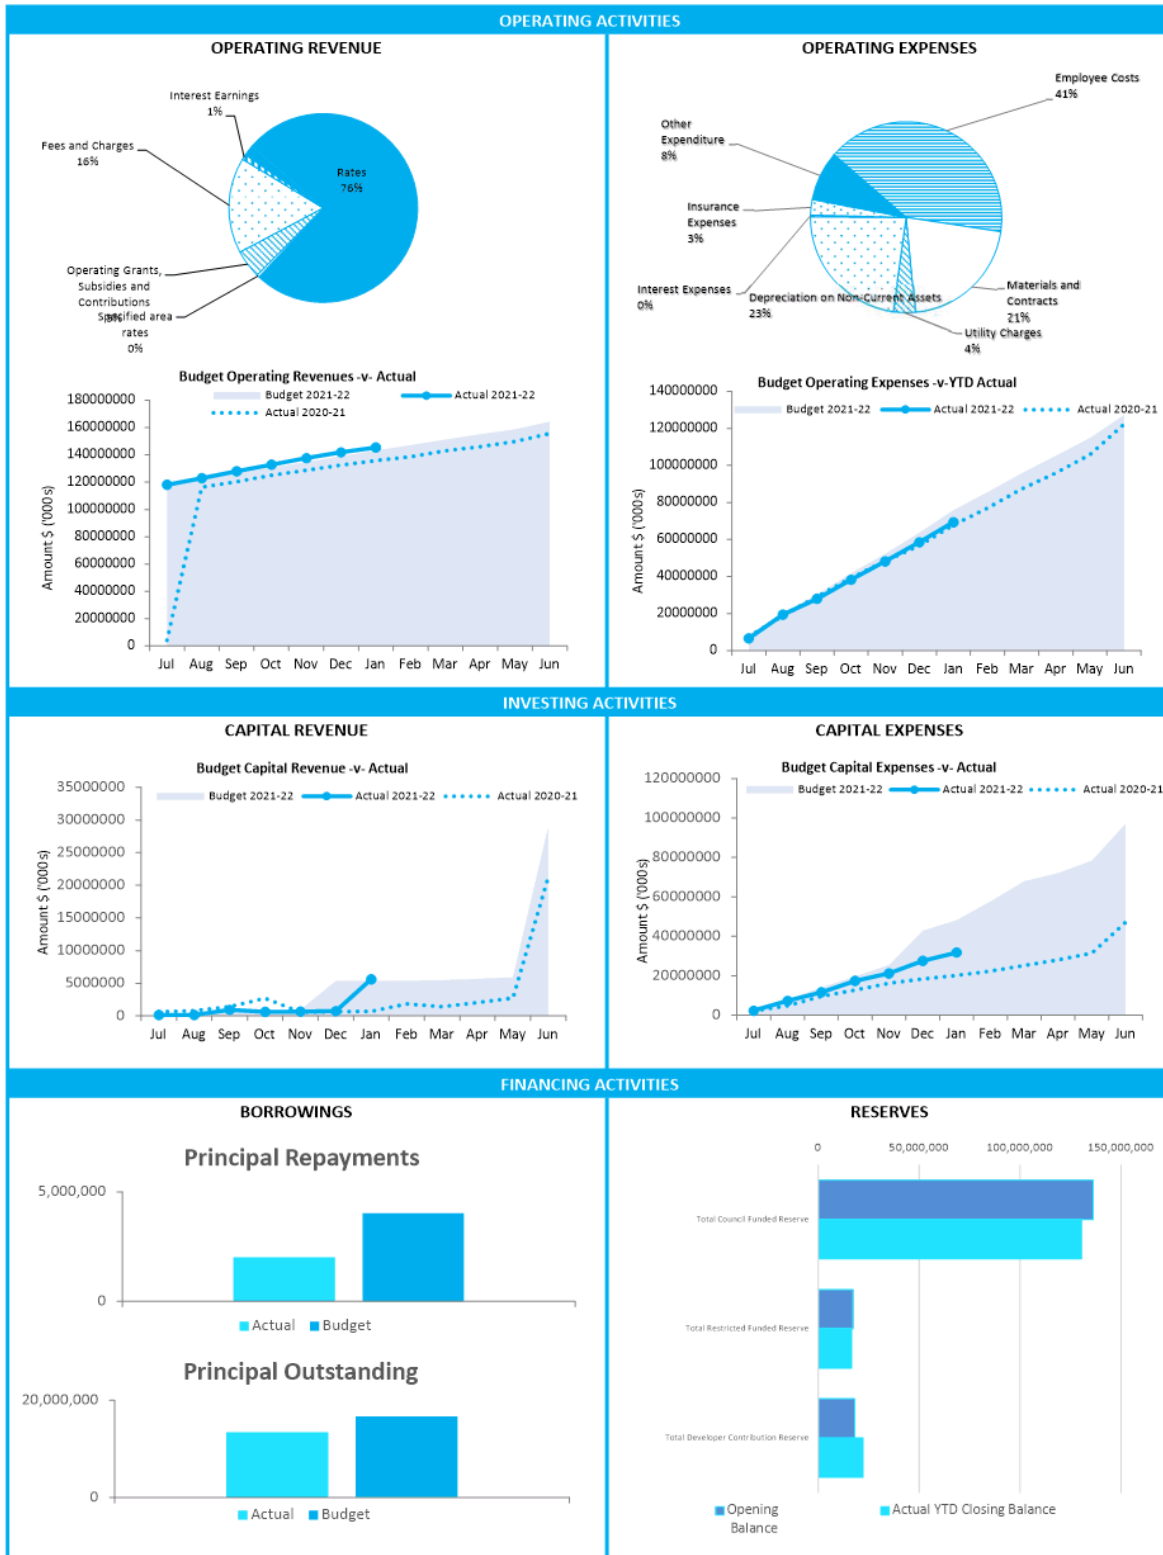 OPERATING ACTIVITIES
OPERATING REVENUE
Interest Earnings
1%
Fees and Charges
16%
Rates
76%
Operating Grants,
Subsidies and
Contributions
Specified area
rates
0%
OPERATING EXPENSES
Employee Costs
41%
Other
Expenditure
8%
Insurance
Expenses
3%
Interest Expenses
0%
Depreciation on Non-Current Assets
23%
Materials and
Contracts
21%
Utility Charges
4%
Budget Operating Revenues -v- Actual
Budget 2021-22
Actual 2021-22
Actual 2020-21
Amount $ ('000s)
180000000
160000000
140000000
120000000
100000000
80000000
60000000
40000000
20000000
0
Jul Aug Sep Oct Nov Dec Jan Feb Mar Apr May Jun
Budget Operating Expenses -v-YTD Actual
Budget 2021-22
Actual 2021-22
Actual 2020-21
Amount $ ('000s)
140000000
120000000
100000000
80000000
60000000
40000000
20000000
0
Jul Aug Sep Oct Nov Dec Jan Feb Mar Apr May Jun
INVESTING ACTIVITIES
CAPITAL REVENUE
Budget Capital Revenue -v- Actual
Budget 2021-22
Actual 2021-22
Actual 2020-21
Amount $ ('000s)
35000000
30000000
25000000
20000000
15000000
10000000
5000000
0
Jul Aug Sep Oct Nov Dec Jan Feb Mar Apr May Jun
CAPITAL EXPENSES
Budget Capital Expenses -v- Actual
Budget 2021-22
Actual 2021-22
Actual 2020-21
Amount $ ('000s)
120000000
100000000
80000000
60000000
40000000
20000000
0
Jul Aug Sep Oct Nov Dec Jan Feb Mar Apr May Jun
FINANCING ACTIVITIES
BORROWINGS
Principal Repayments
5,000,000
0
Actual Budget
Principal Outstanding
20,000,000
0
Actual Budget
RESERVES
0 50,000,000 100,000,000 150,000,000
Total Council Funded Reserve
Total Restricted Funded Reserve
Total Developer Contribution Reserve
Opening
Balance
Actual YTD Closing Balance